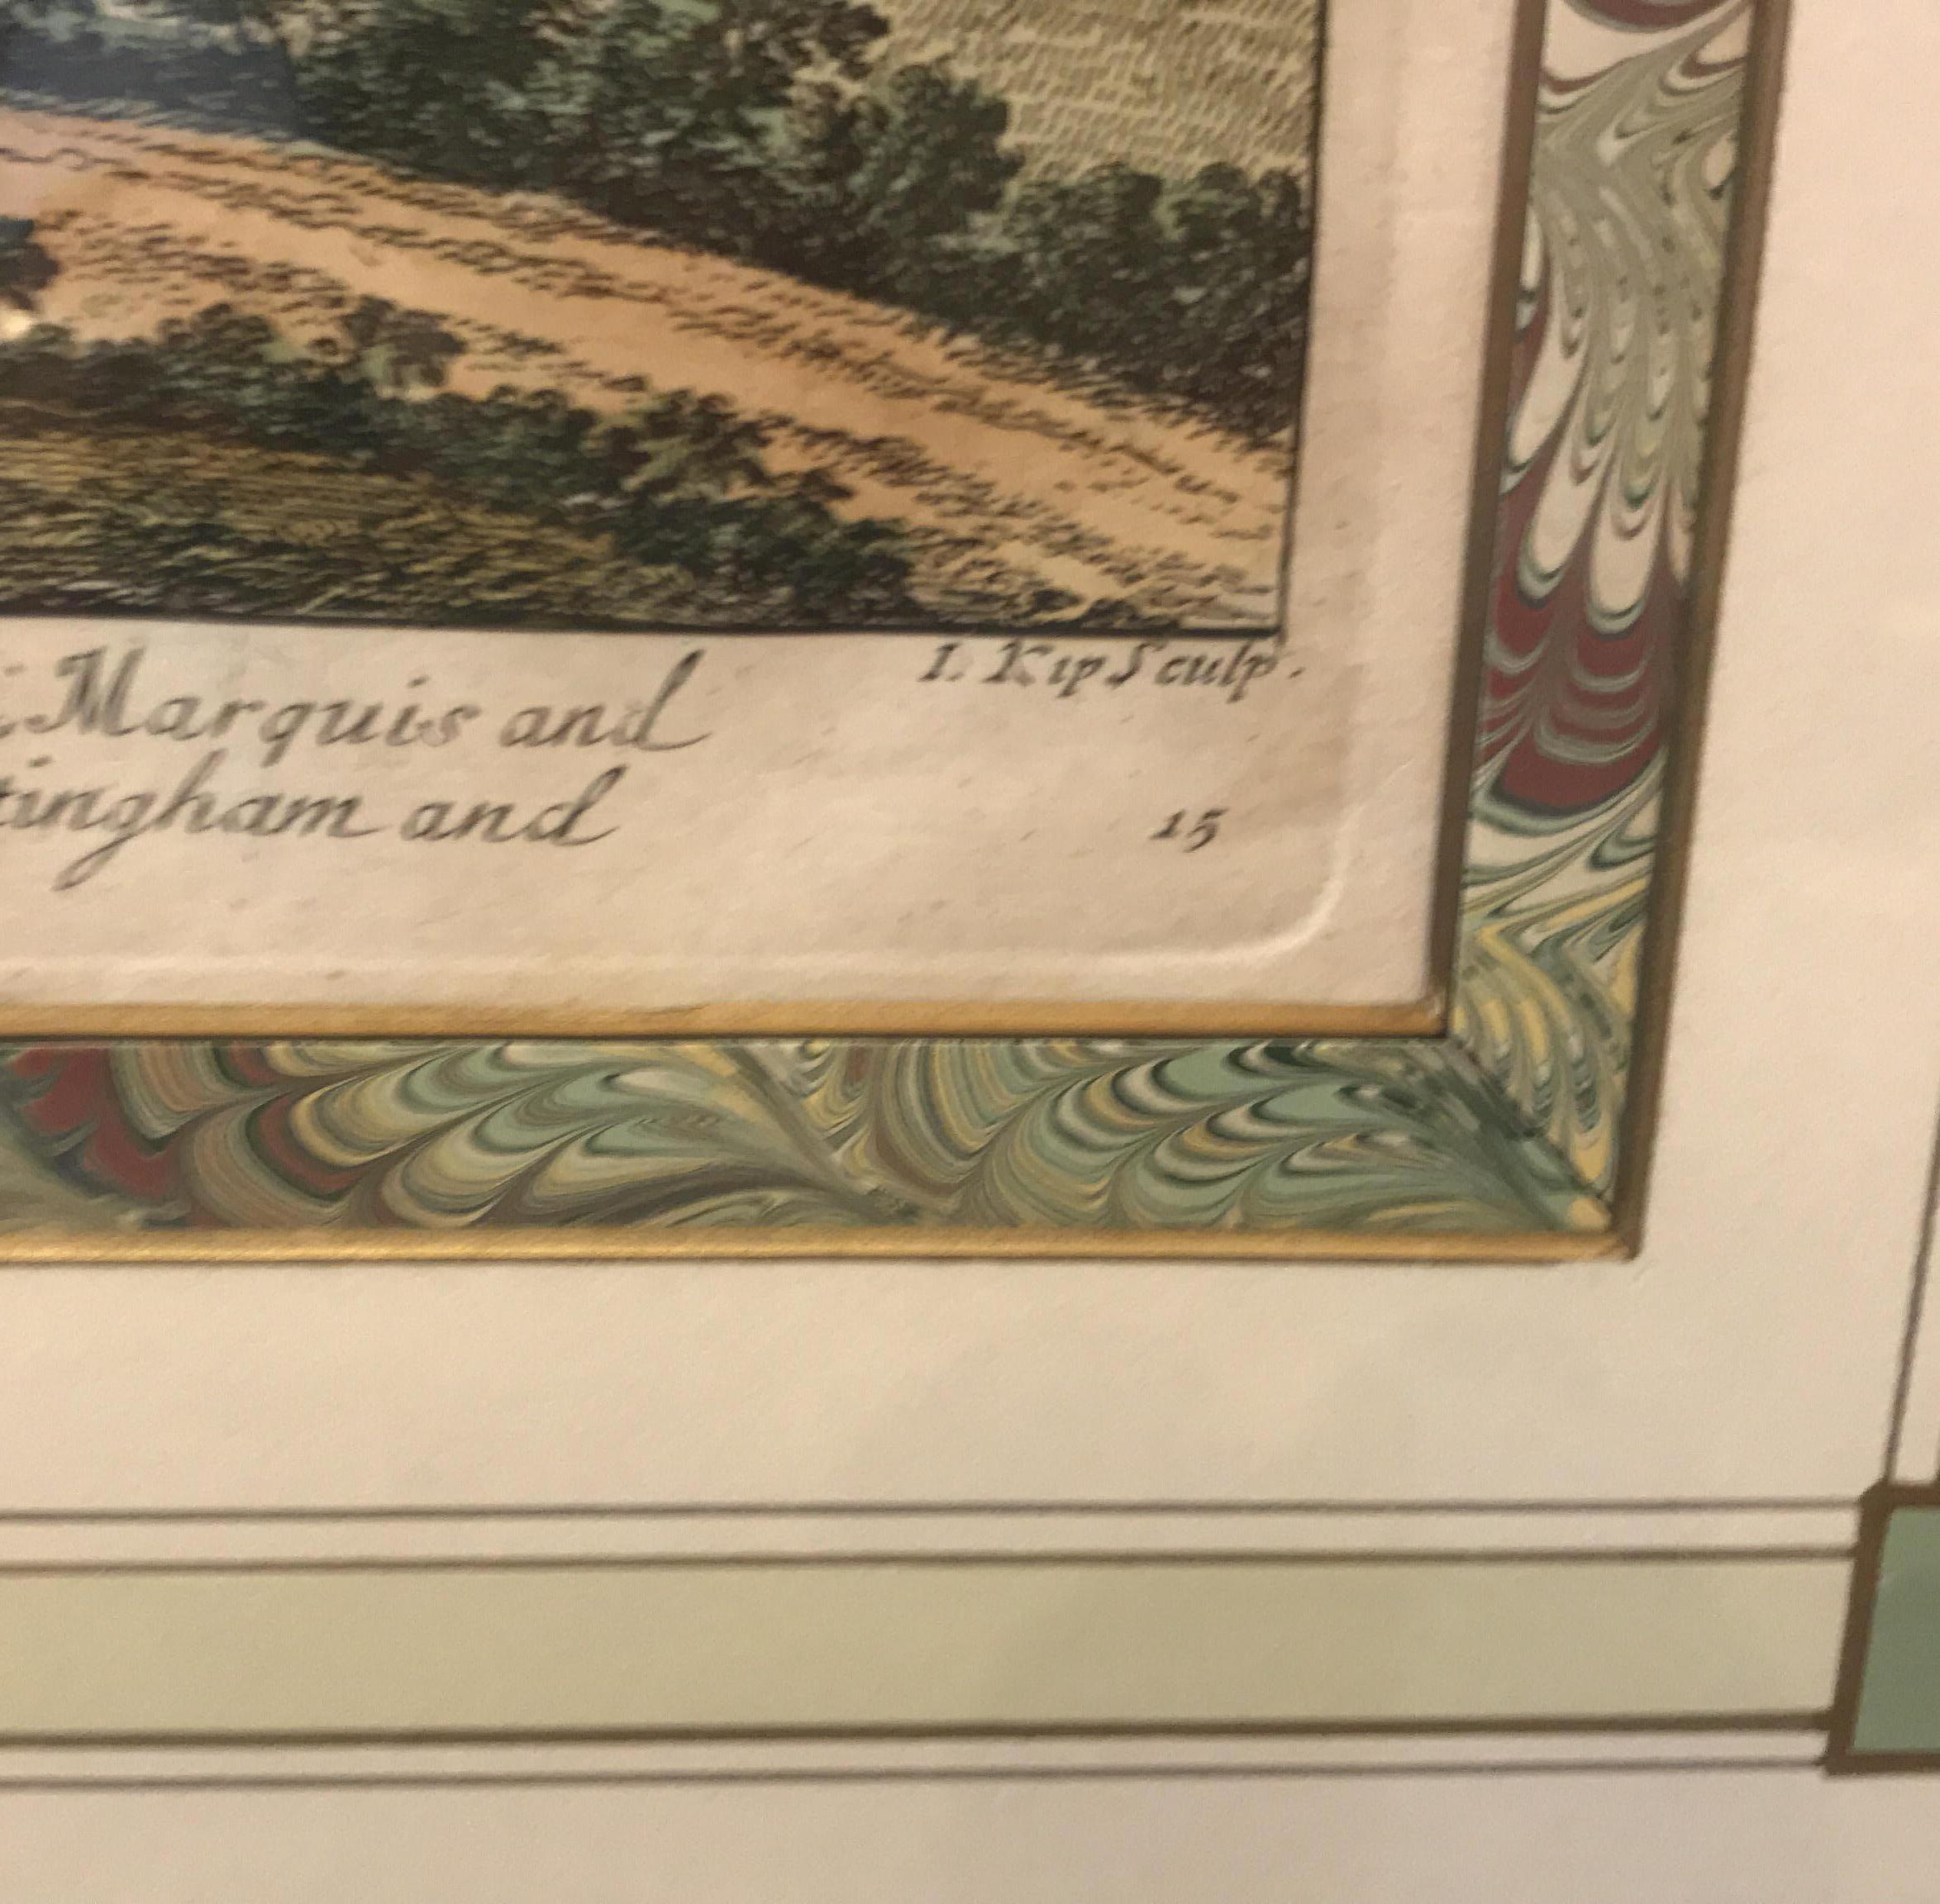 I. Kip Sculp.
Marquis and
tingham and
15